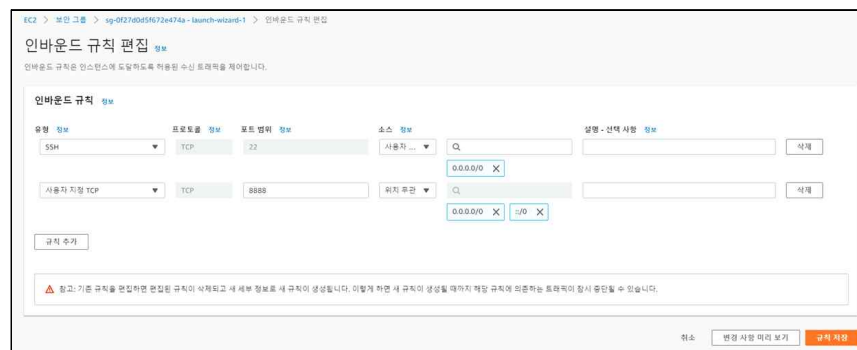 EC2 > 보안 그룹 > sg-0f27d0d5f672e474a - launch-wizard-1 > 인바운드 규칙 편집
인바운드 규칙 편집 정보
인바운드 규칙은 인스턴스에 도달하도록 허용된 수신 트래픽을 제어합니다.
인바운드 규칙 정보
유형 정보 프로토콜 정보 포트 범위 정보 소스 정보 설명 - 선택 사항 정보
SSH TCP 22 사용자 ... 삭제
0.0.0.0/0
사용자 지정 TCP TCP 8888 위치 무관 삭제
0.0.0.0/0 ::/0
규칙 추가
참고: 기존 규칙을 편집하면 편집된 규칙이 삭제되고 새 세부 정보로 새 규칙이 생성됩니다. 이렇게 하면 새 규칙이 생성될 때까지 해당 규칙에 의존하는 트래픽이 잠시 중단될 수 있습니다.
취소 변경 사항 미리 보기 규칙 저장